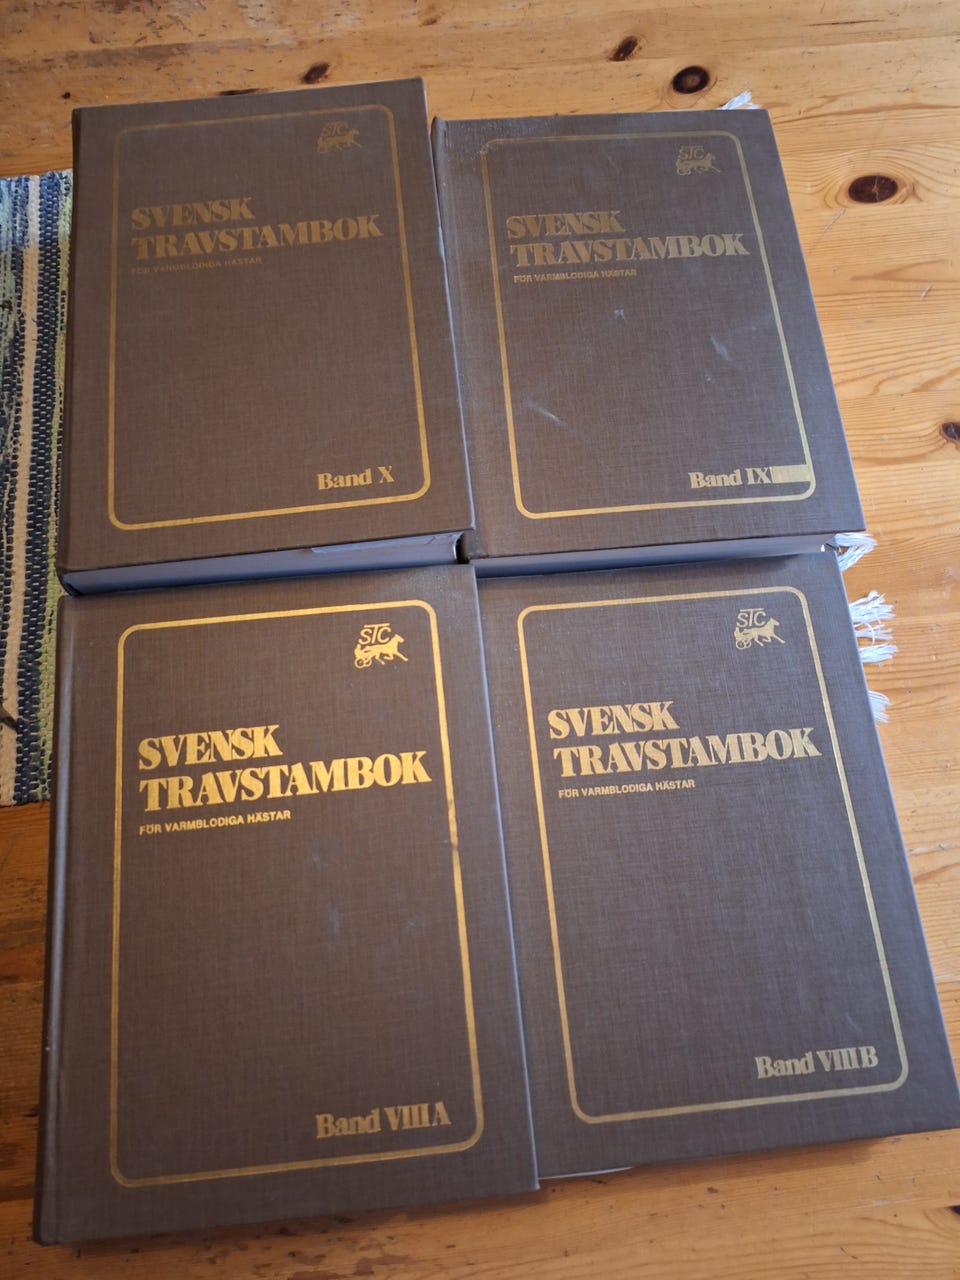 STC
SVENSK
TRAVSTAMBOK
FÖR VARMBLODIGA HÄSTAR
Band X
STC
SVENSK
TRAVSTAMBOK
FÖR VARMBLODIGA HÄSTAR
Band IX
STC
SVENSK
TRAVSTAMBOK
FÖR VARMBLODIGA HÄSTAR
Band VIII A
STC
SVENSK
TRAVSTAMBOK
FÖR VARMBLODIGA HÄSTAR
Band VIII B